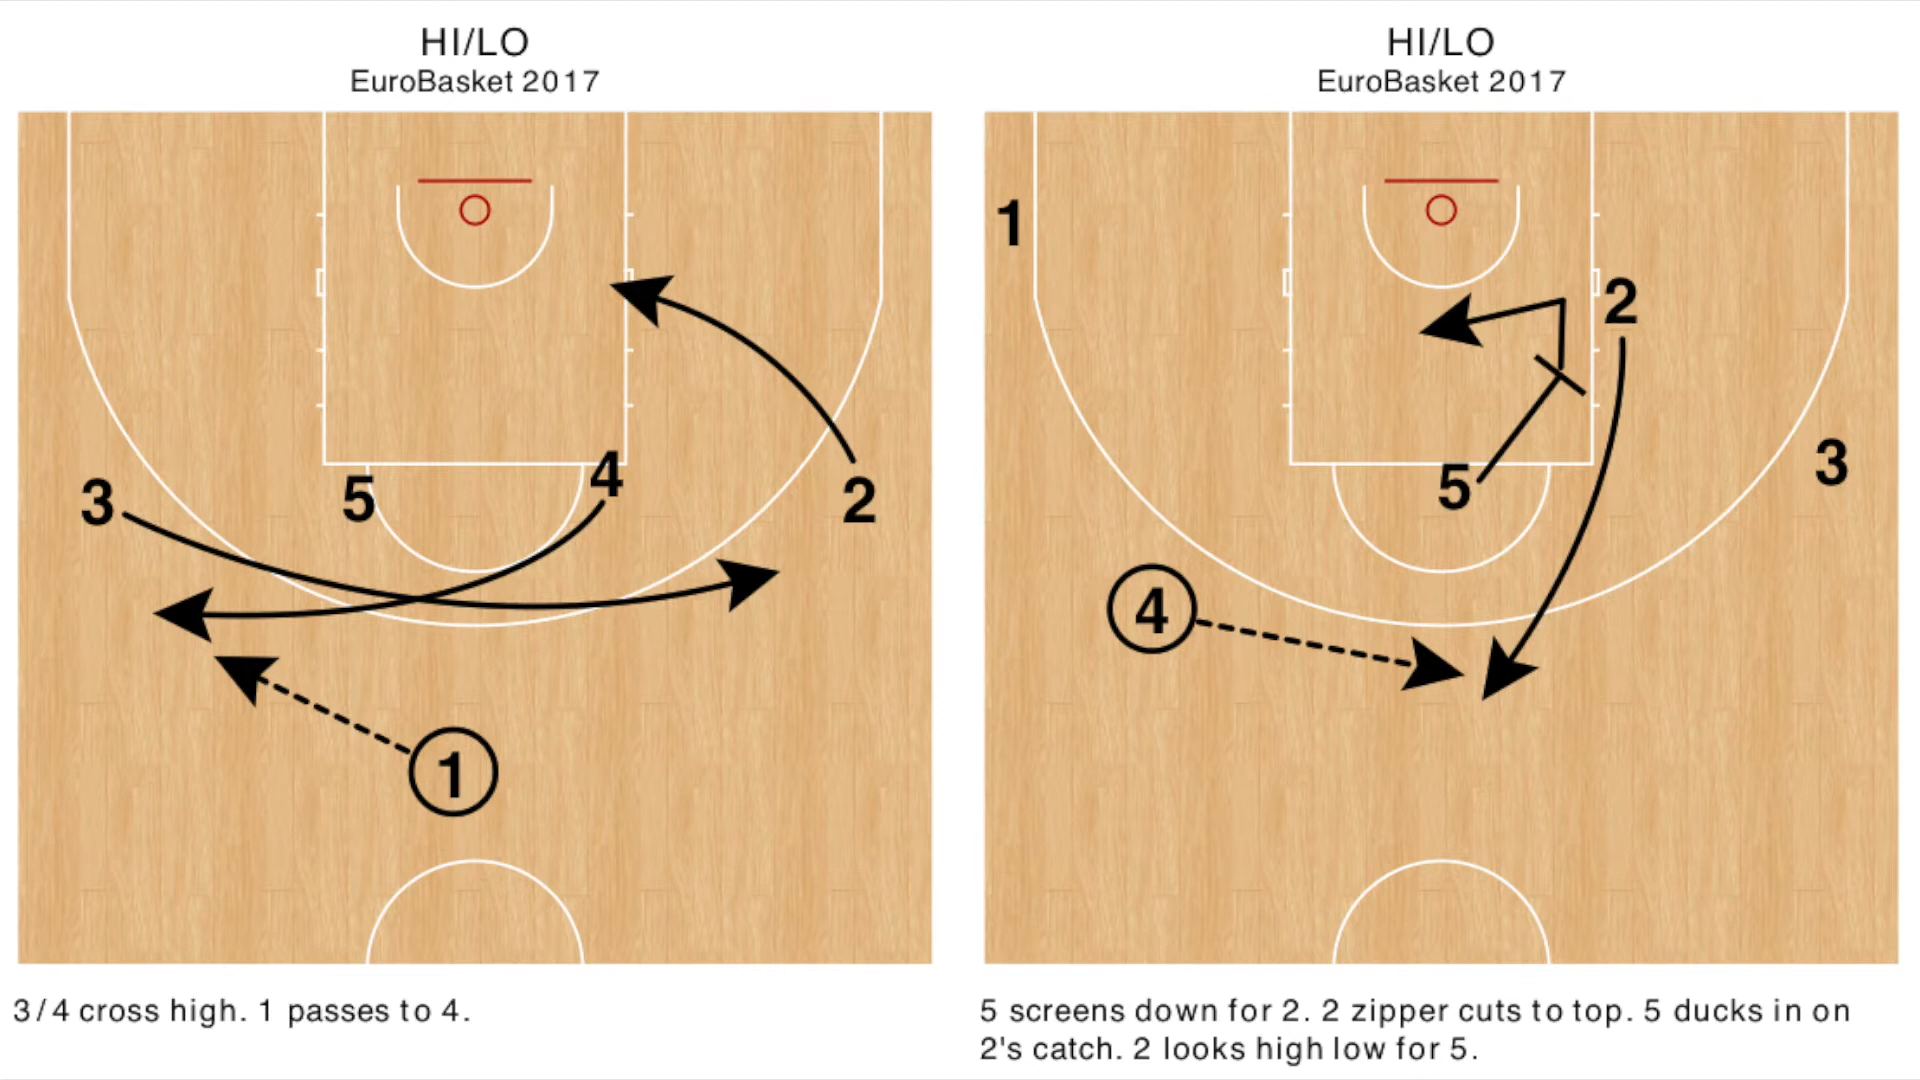 HI/LO
EuroBasket 2017
3
5
4
2
1
3/4 cross high. 1 passes to 4.
HI/LO
EuroBasket 2017
1
2
3
5
4
5 screens down for 2. 2 zipper cuts to top. 5 ducks in on
2's catch. 2 looks high low for 5.